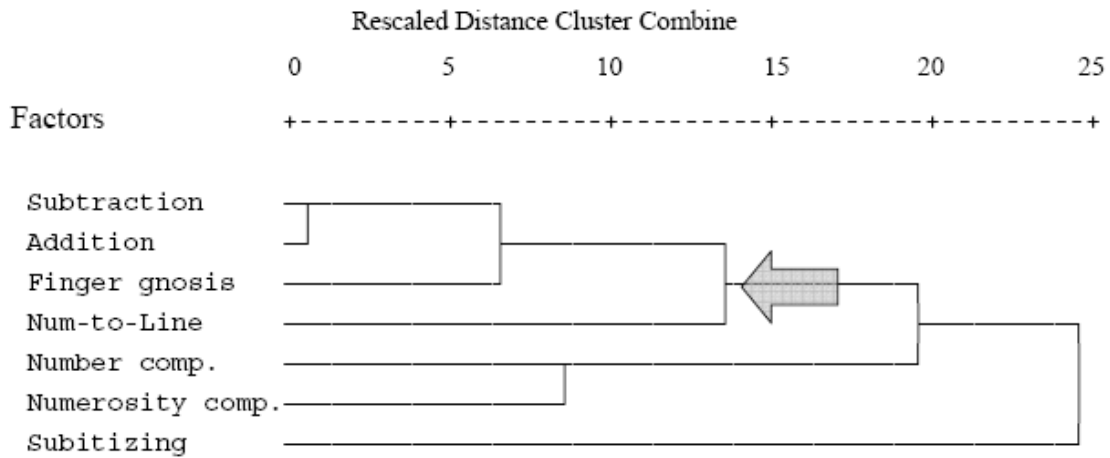 Rescaled Distance Cluster Combine
0 5 10 15 20 25
Factors +---------+---------+---------+---------+---------+
Subtraction
Addition
Finger gnosis
Num-to-Line
Number comp.
Numerosity comp.
Subitizing